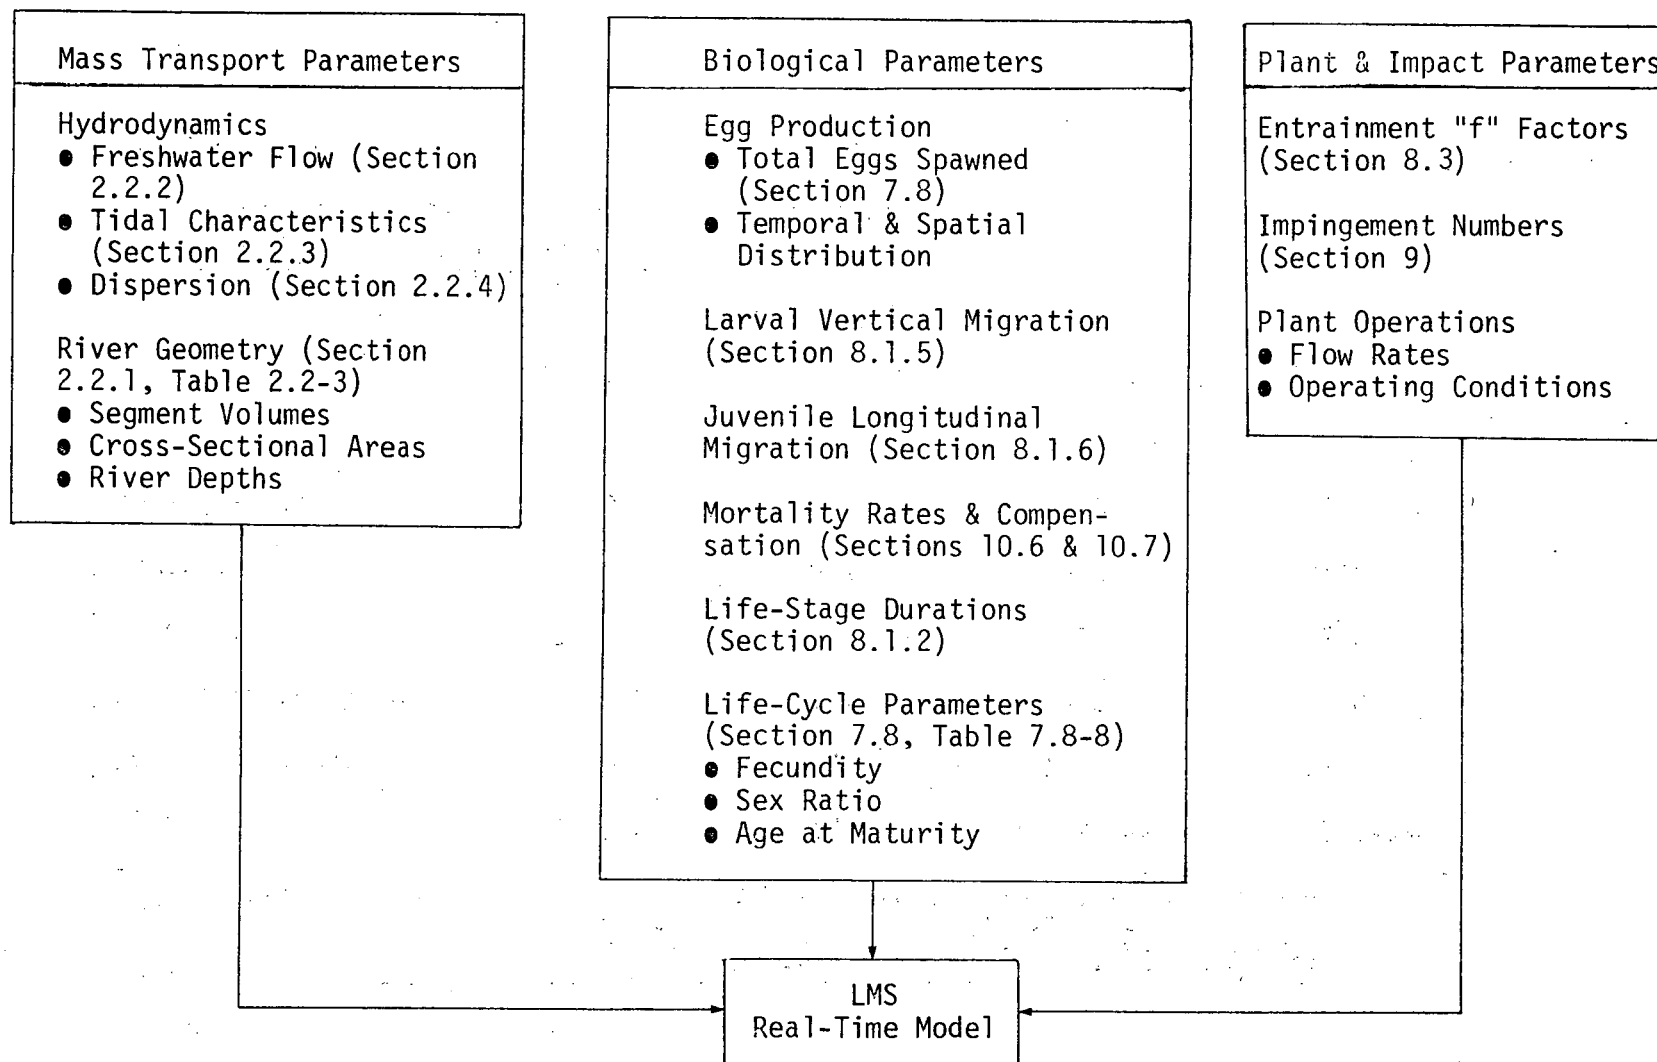 Mass Transport Parameters
Hydrodynamics
● Freshwater Flow (Section
2.2.2)
● Tidal Characteristics
(Section 2.2.3)
● Dispersion (Section 2.2.4)
River Geometry (Section
2.2.1, Table 2.2-3)
● Segment Volumes
● Cross-Sectional Areas
● River Depths
Biological Parameters
Egg Production
● Total Eggs Spawned
(Section 7.8)
● Temporal & Spatial
Distribution
Larval Vertical Migration
(Section 8.1.5)
Juvenile Longitudinal
Migration (Section 8.1.6)
Mortality Rates & Compen-
sation (Sections 10.6 & 10.7)
Life-Stage Durations
(Section 8.1.2)
Life-Cycle Parameters
(Section 7.8, Table 7.8-8)
● Fecundity
● Sex Ratio
● Age at Maturity
Plant & Impact Parameters
Entrainment "f" Factors
(Section 8.3)
Impingement Numbers
(Section 9)
Plant Operations
● Flow Rates
● Operating Conditions
LMS
Real-Time Model